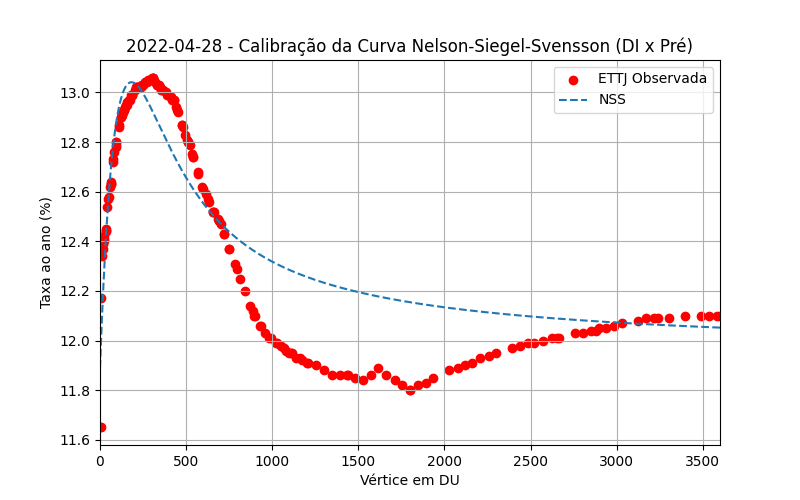 2022-04-28 - Calibração da Curva Nelson-Siegel-Svensson (DI x Pré)
ETTJ Observada
NSS
Taxa ao ano (%)
13.0
12.8
12.6
12.4
12.2
12.0
11.8
11.6
0 500 1000 1500 2000 2500 3000 3500
Vértice em DU